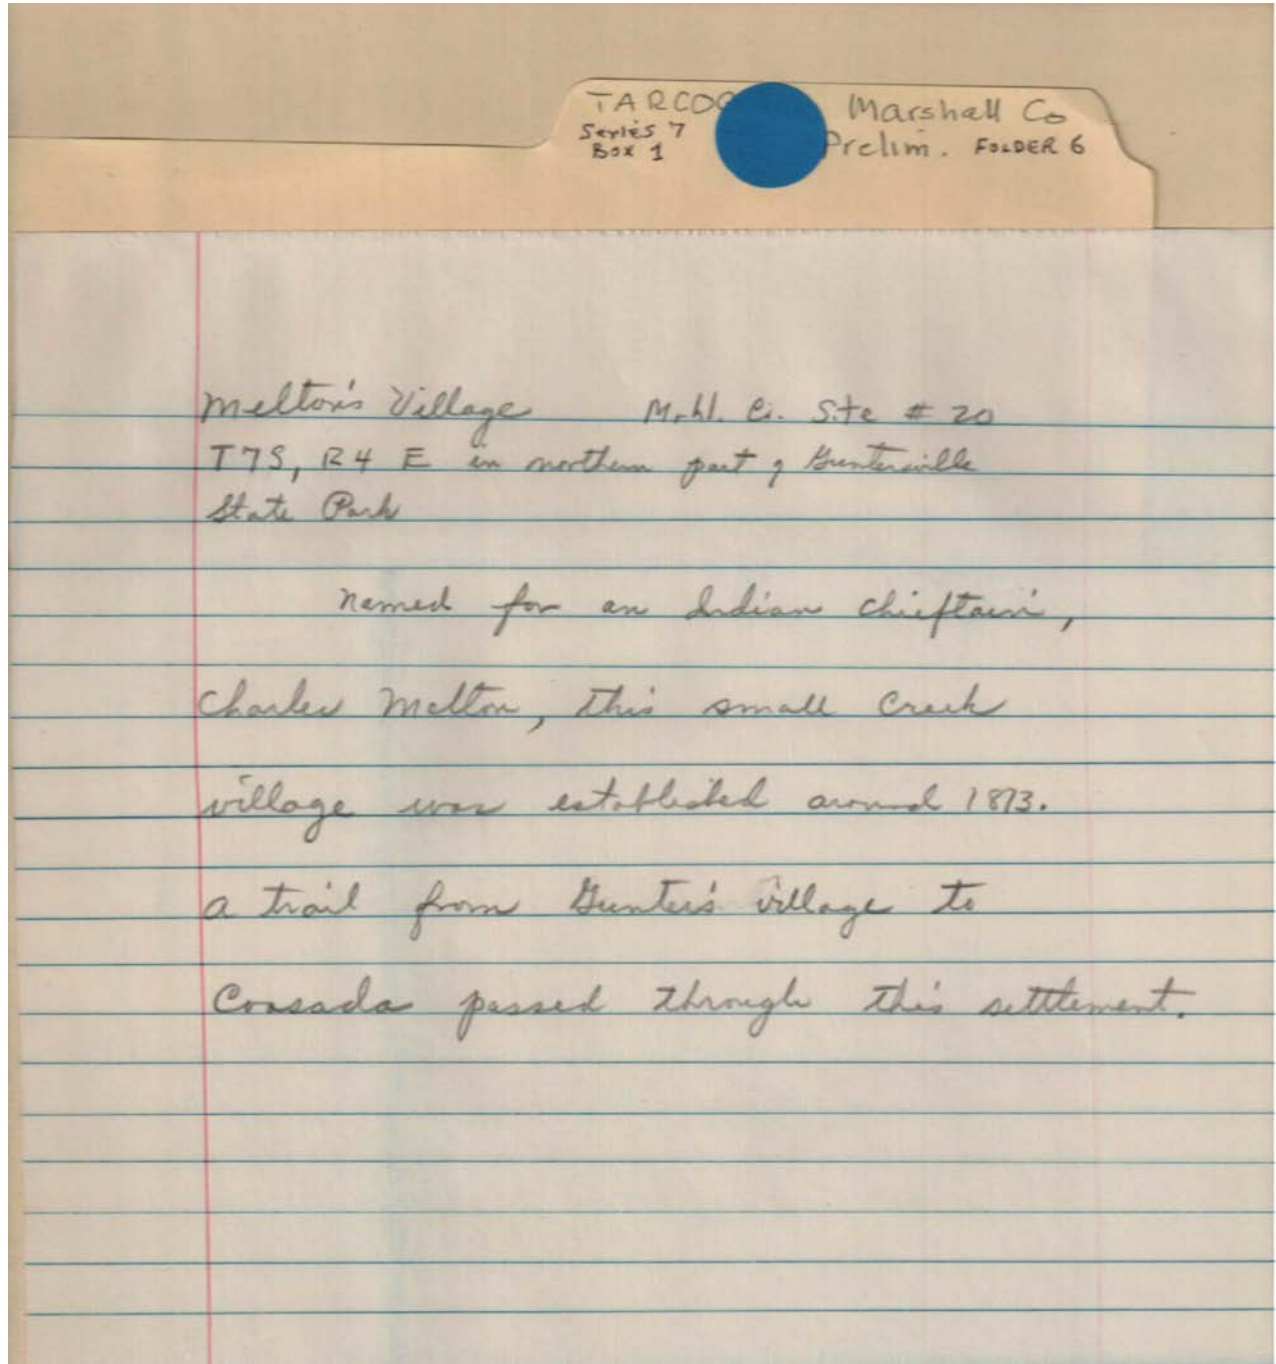 TARCOG Marshall Co
Series 7 Prelim. FOLDER 6
Box 1
Melton's Village Mrhl. Co. Site # 20
T7S, R4 E in northern part of Guntersville
State Park
Named for an Indian chieftain,
Charles Melton, this small Creek
village was established around 1813.
A trail from Gunter's village to
Coosada passed through this settlement.